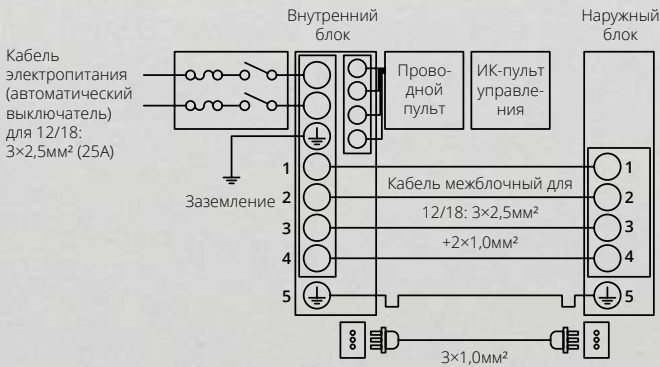 Внутренний
блок
Наружный
блок
Кабель
электропитания
(автоматический
выключатель)
для 12/18:
3×2,5мм² (25А)
Прово-
дной
пульт
ИК-пульт
управле-
ния
Заземление
1
2
3
4
5
Кабель межблочный для
12/18: 3×2,5мм²
+2×1,0мм²
1
2
3
4
5
3×1,0мм²